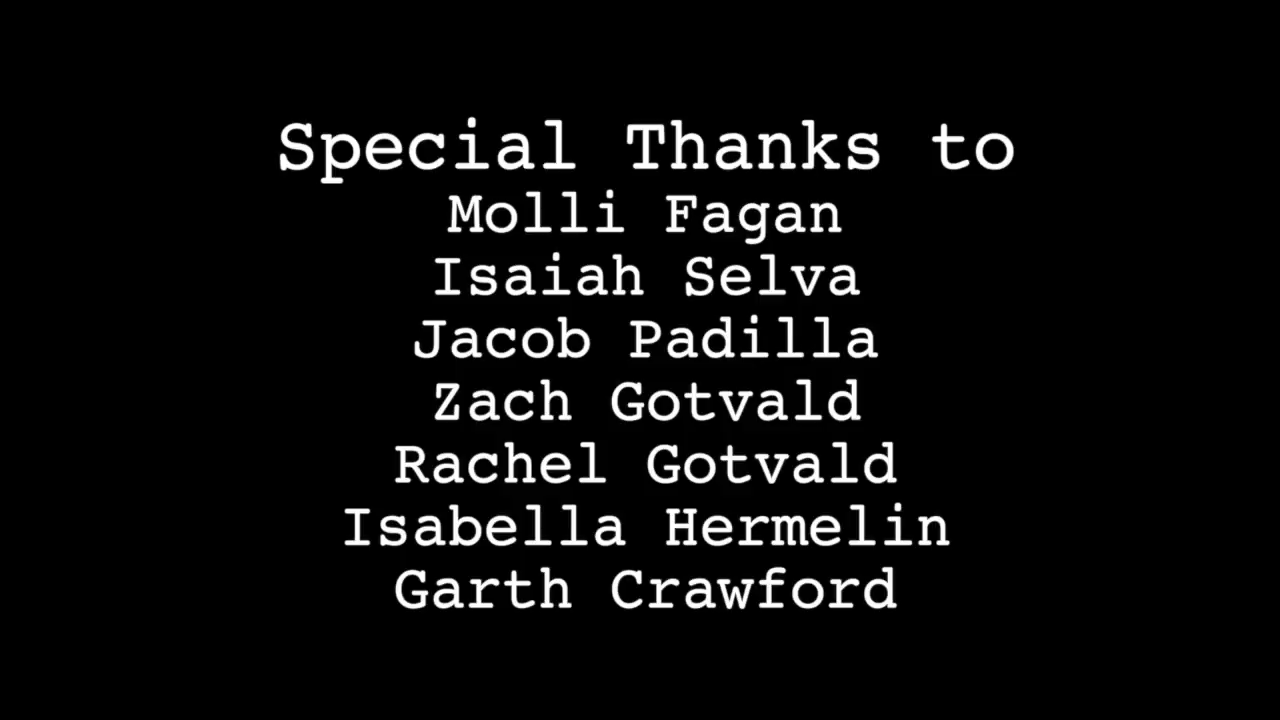 Special Thanks to
Molli Fagan
Isaiah Selva
Jacob Padilla
Zach Gotvald
Rachel Gotvald
Isabella Hermelin
Garth Crawford